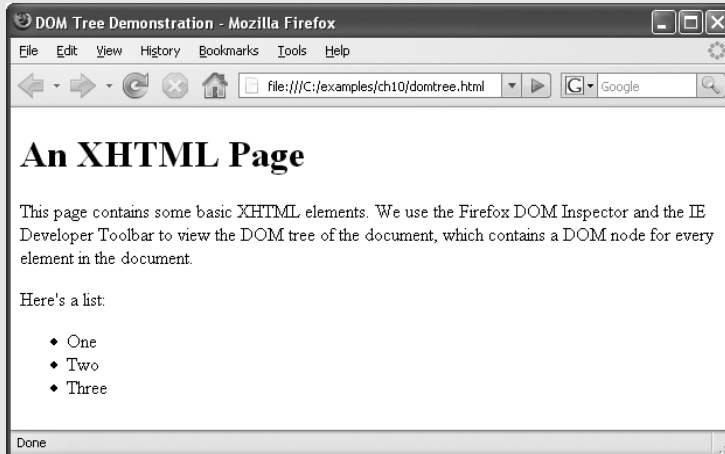 DOM Tree Demonstration - Mozilla Firefox
File Edit View History Bookmarks Tools Help
file:///C:/examples/ch10/domtree.html G Google
An XHTML Page
This page contains some basic XHTML elements. We use the Firefox DOM Inspector and the IE
Developer Toolbar to view the DOM tree of the document, which contains a DOM node for every
element in the document.
Here's a list:
One
Two
Three
Done